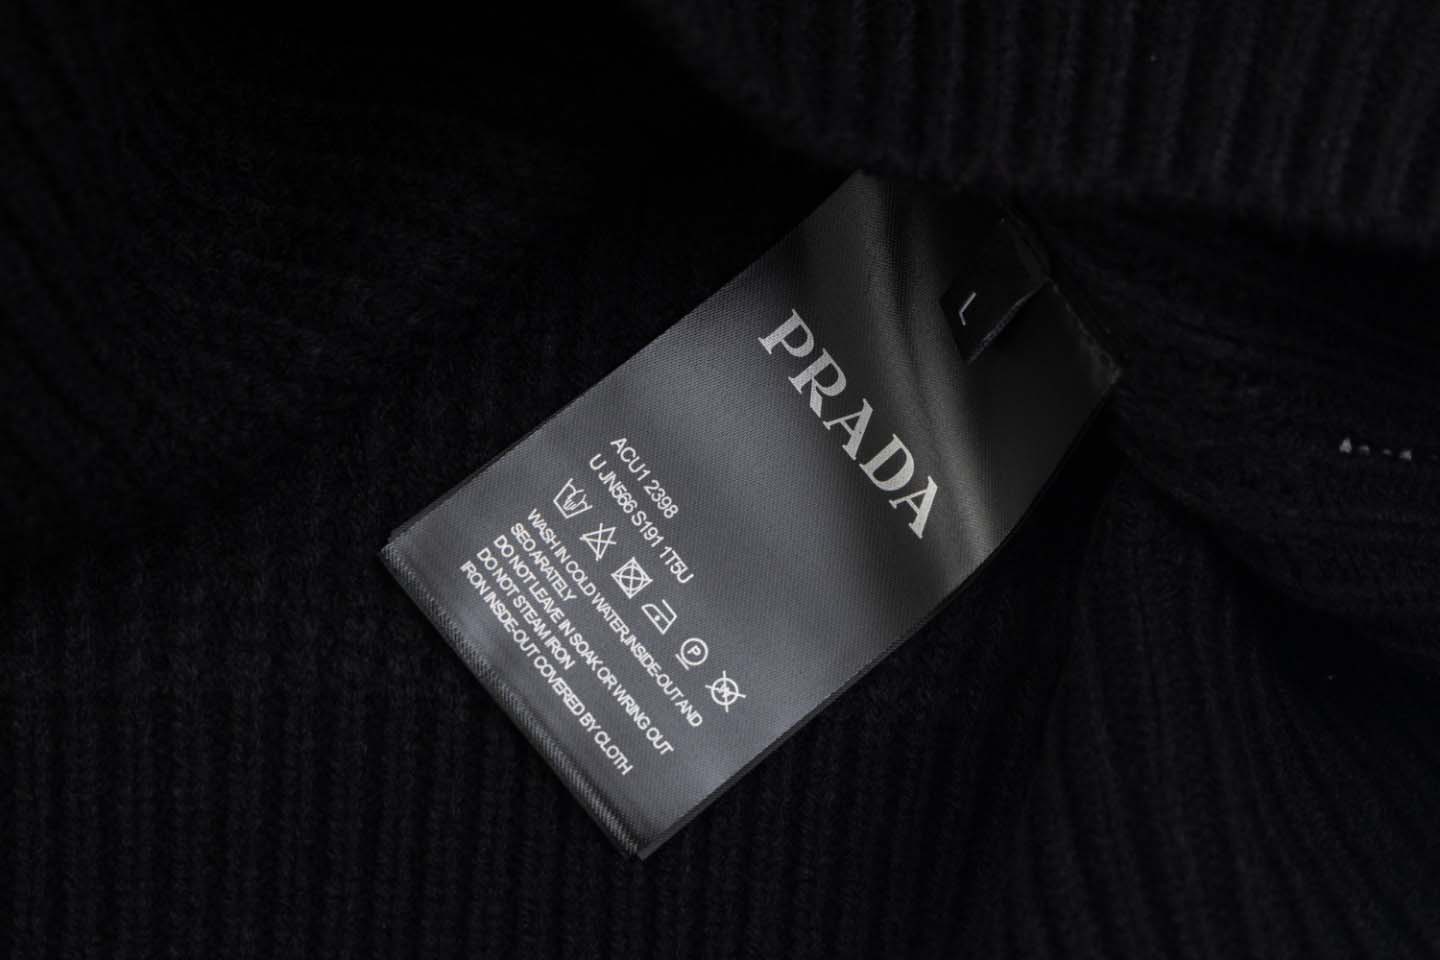 L
PRADA
ACU1 2398
U JN566 S191 1T5U
P
WASH IN COLD WATER,INSIDE-OUT AND
SEO ARATELY
DO NOT LEAVE IN SOAK OR WRING OUT
DO NOT STEAM IRON
IRON INSIDE-OUT COVERED BY CLOTH